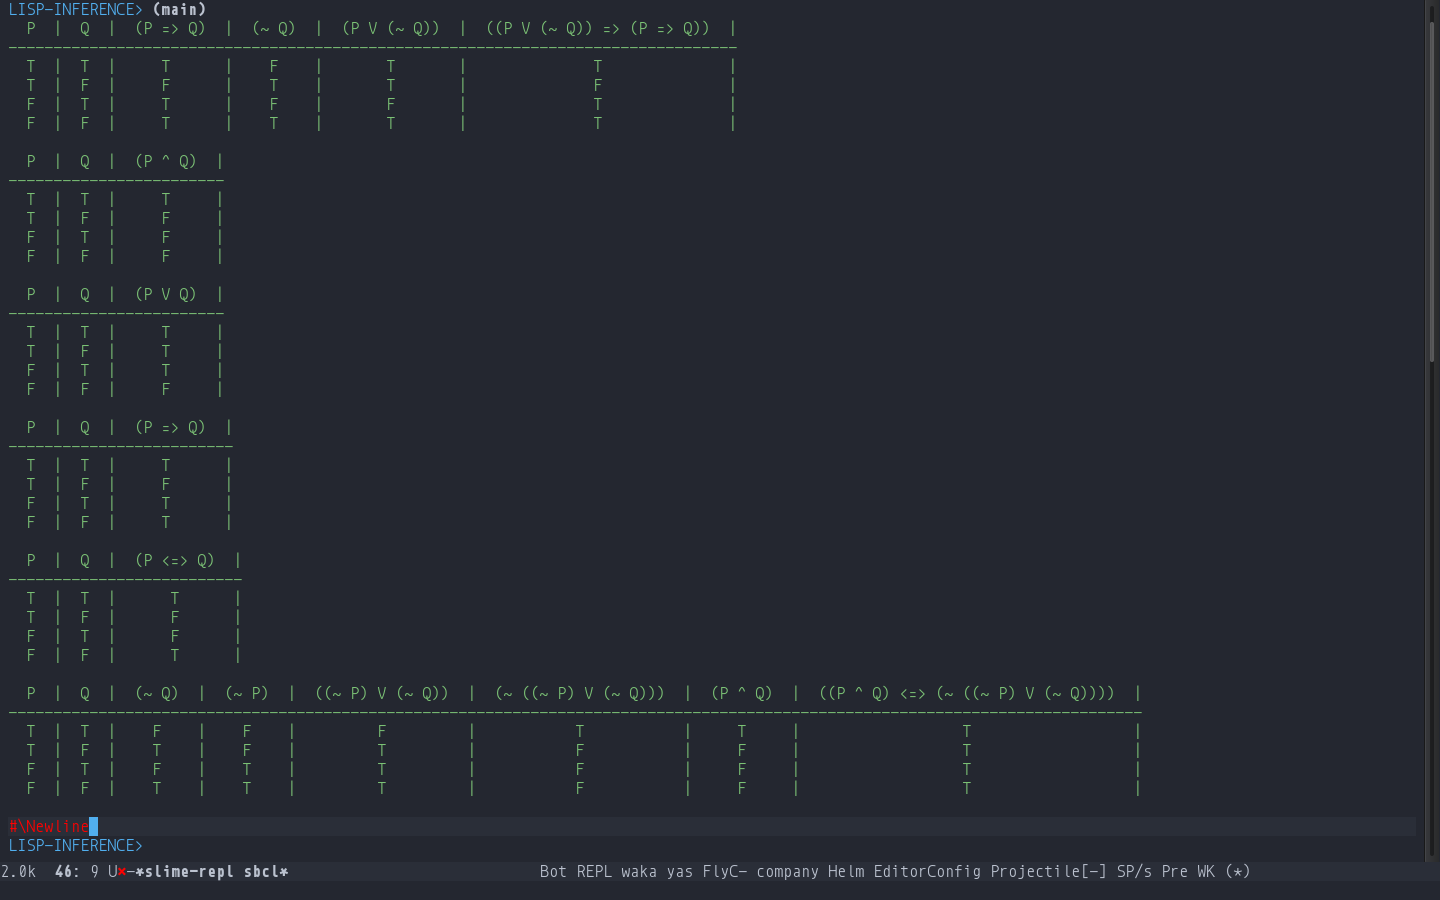 LISP-INFERENCE> (main)
  P  |  Q  |  (P => Q)  |  (~ Q)  |  (P V (~ Q))  |  ((P V (~ Q)) => (P => Q))  |
---------------------------------------------------------------------------------
  T  |  T  |     T      |    F    |       T       |              T              |
  T  |  F  |     F      |    T    |       T       |              F              |
  F  |  T  |     T      |    F    |       F       |              T              |
  F  |  F  |     T      |    T    |       T       |              T              |

  P  |  Q  |  (P ^ Q)  |
------------------------
  T  |  T  |     T     |
  T  |  F  |     F     |
  F  |  T  |     F     |
  F  |  F  |     F     |

  P  |  Q  |  (P V Q)  |
------------------------
  T  |  T  |     T     |
  T  |  F  |     T     |
  F  |  T  |     T     |
  F  |  F  |     F     |

  P  |  Q  |  (P => Q)  |
-------------------------
  T  |  T  |     T      |
  T  |  F  |     F      |
  F  |  T  |     T      |
  F  |  F  |     T      |

  P  |  Q  |  (P <=> Q)  |
--------------------------
  T  |  T  |      T      |
  T  |  F  |      F      |
  F  |  T  |      F      |
  F  |  F  |      T      |

  P  |  Q  |  (~ Q)  |  (~ P)  |  ((~ P) V (~ Q))  |  (~ ((~ P) V (~ Q)))  |  (P ^ Q)  |  ((P ^ Q) <=> (~ ((~ P) V (~ Q))))  |
------------------------------------------------------------------------------------------------------------------------------
  T  |  T  |    F    |    F    |         F         |           T           |     T     |                  T                  |
  T  |  F  |    T    |    F    |         T         |           F           |     F     |                  T                  |
  F  |  T  |    F    |    T    |         T         |           F           |     F     |                  T                  |
  F  |  F  |    T    |    T    |         T         |           F           |     F     |                  T                  |

#\Newline
LISP-INFERENCE>
2.0k  46: 9 U×-*slime-repl sbcl*                            Bot REPL waka yas FlyC- company Helm EditorConfig Projectile[-] SP/s Pre WK (*)